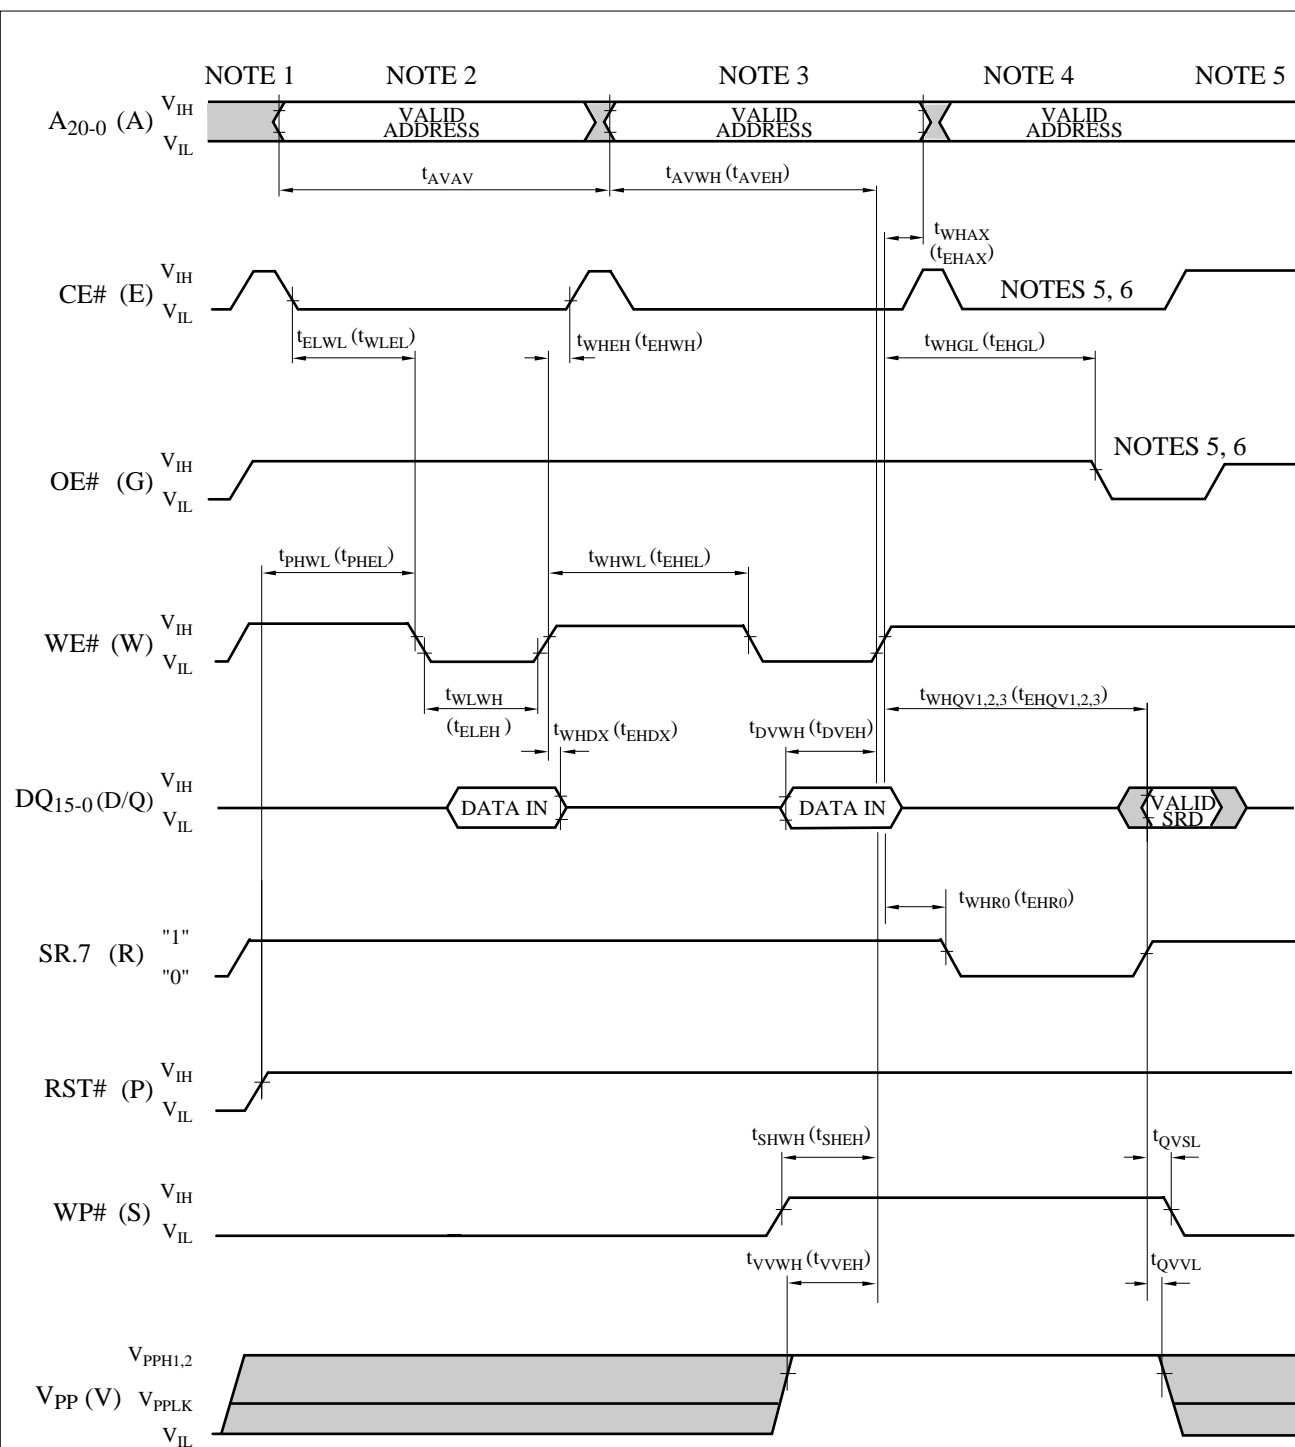 NOTE 1 NOTE 2 NOTE 3 NOTE 4 NOTE 5
A20-0 (A) VIH VIL
VALID ADDRESS
VALID ADDRESS
VALID ADDRESS
tAVAV
tAVWH (tAVEH)
tWHAX
(tEHAX)
CE# (E) VIH VIL
NOTES 5, 6
tELWL (tWLEL)
tWHEH (tEHWH)
tWHGL (tEHGL)
OE# (G) VIH VIL
NOTES 5, 6
tPHWL (tPHEL)
tWHWL (tEHEL)
WE# (W) VIH VIL
tWLWH
(tELEH )
tWHDX (tEHDX)
tDVWH (tDVEH)
tWHQV1,2,3 (tEHQV1,2,3)
DQ15-0 (D/Q) VIH VIL
DATA IN
DATA IN
VALID SRD
tWHR0 (tEHR0)
SR.7 (R) "1" "0"
RST# (P) VIH VIL
tSHWH (tSHEH)
tQVSL
WP# (S) VIH VIL
tVVWH (tVVEH)
tQVVL
VPP (V) VPPH1,2 VPPLK VIL